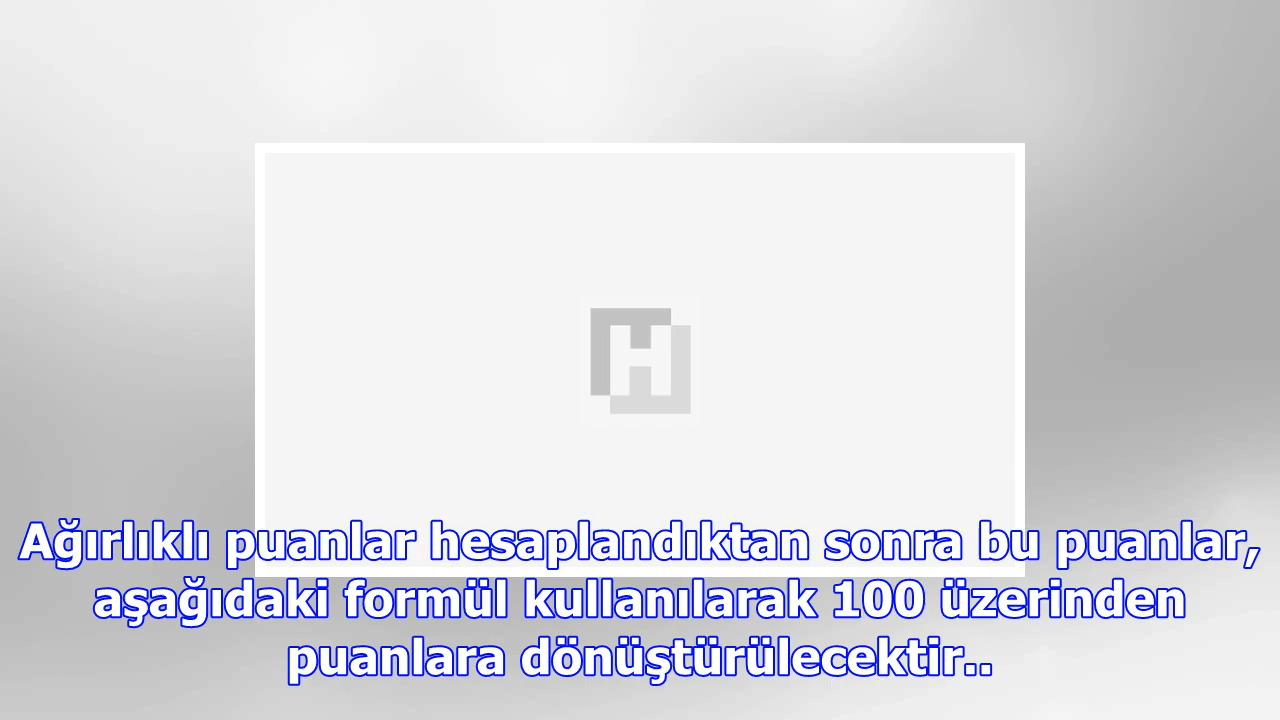 H
Ağırlıklı puanlar hesaplandıktan sonra bu puanlar,
aşağıdaki formül kullanılarak 100 üzerinden
puanlara dönüştürülecektir..